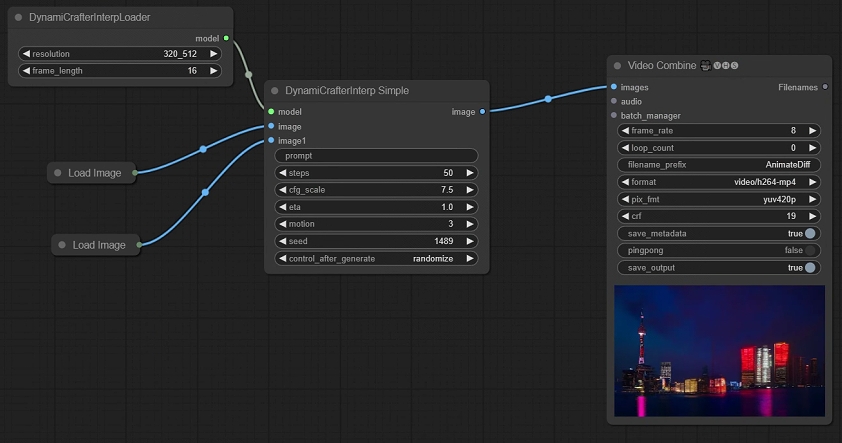 DynamiCrafterInterpLoader
model
resolution 320_512
frame_length 16
Load Image
Load Image
DynamiCrafterInterp Simple
model image
image
image1
prompt
steps 50
cfg_scale 7.5
eta 1.0
motion 3
seed 1489
control_after_generate randomize
Video Combine 🎥🅥🅗🅢
images Filenames
audio
batch_manager
frame_rate 8
loop_count 0
filename_prefix AnimateDiff
format video/h264-mp4
pix_fmt yuv420p
crf 19
save_metadata true
pingpong false
save_output true